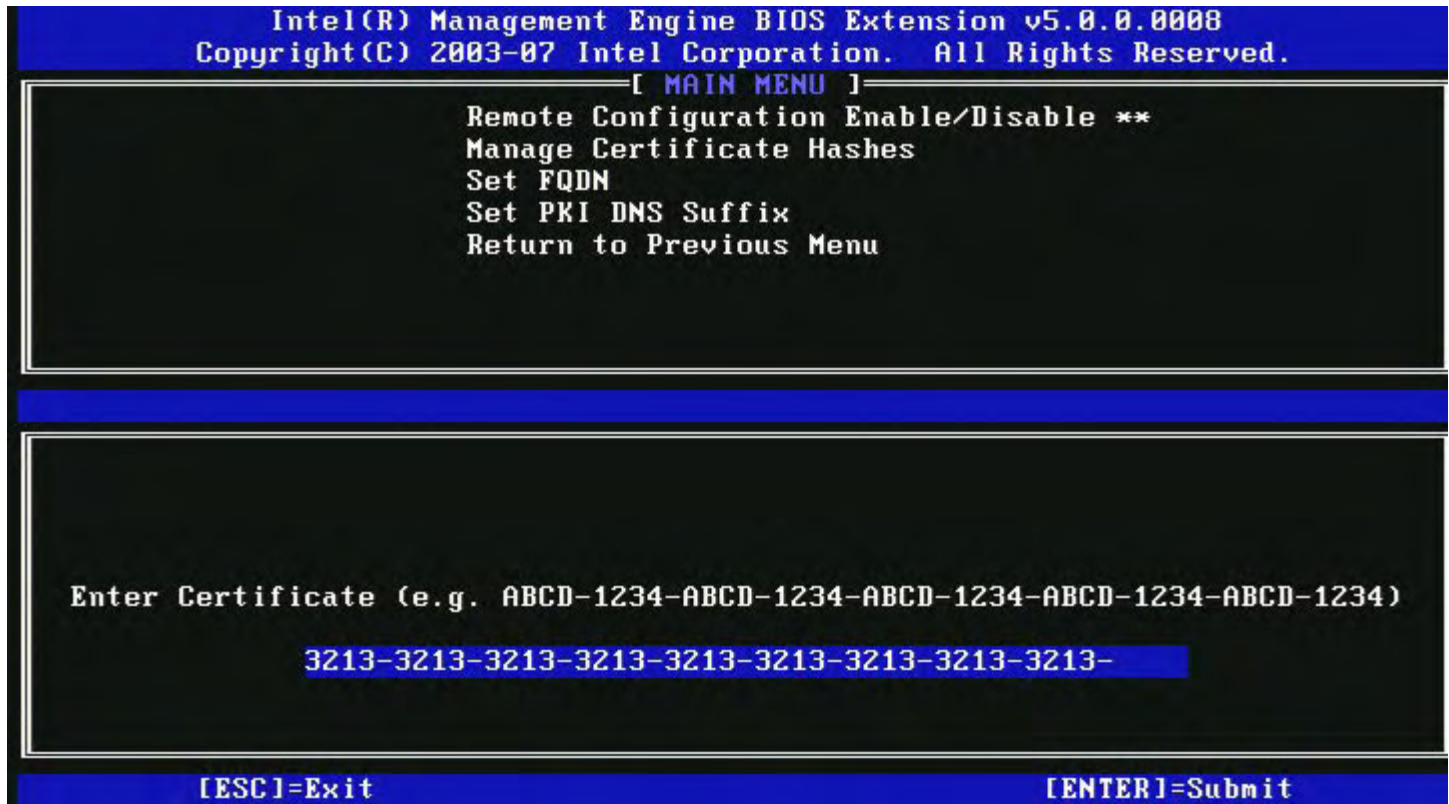 Intel(R) Management Engine BIOS Extension v5.0.0.0008
Copyright(C) 2003-07 Intel Corporation. All Rights Reserved.
[ MAIN MENU ]
Remote Configuration Enable/Disable **
Manage Certificate Hashes
Set FQDN
Set PKI DNS Suffix
Return to Previous Menu
Enter Certificate (e.g. ABCD-1234-ABCD-1234-ABCD-1234-ABCD-1234-ABCD-1234)
3213-3213-3213-3213-3213-3213-3213-3213-3213-
[ESC]=Exit [ENTER]=Submit